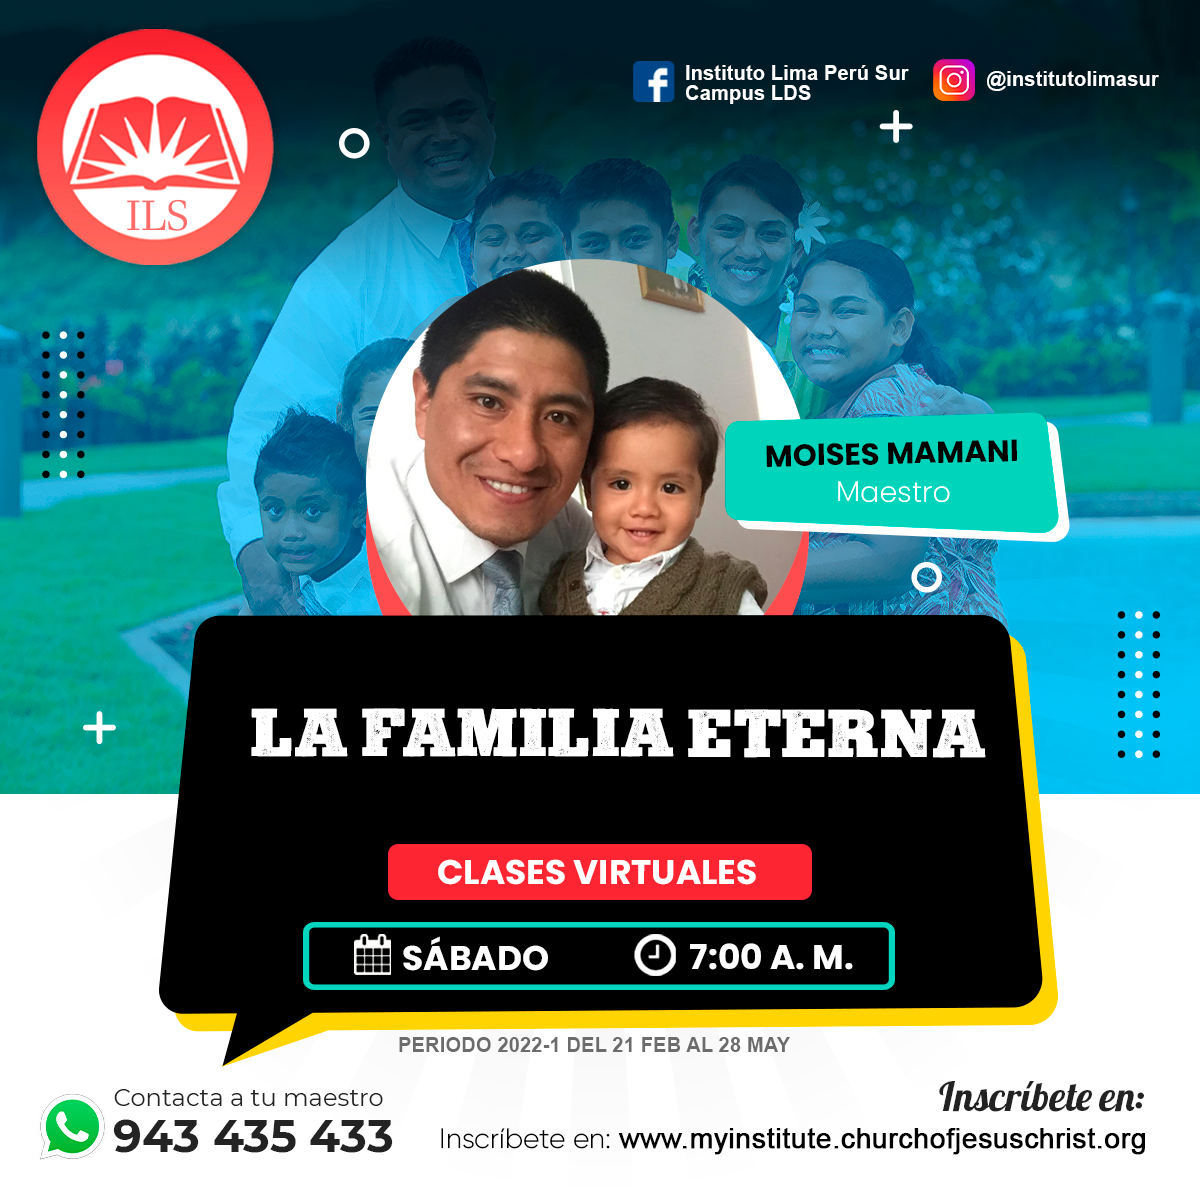 ILS
Instituto Lima Perú Sur
Campus LDS
@institutolimasur
MOISES MAMANI
Maestro
LA FAMILIA ETERNA
CLASES VIRTUALES
SÁBADO
7:00 A. M.
PERIODO 2022-1 DEL 21 FEB AL 28 MAY
Contacta a tu maestro
943 435 433
Inscríbete en:
Inscríbete en: www.myinstitute.churchofjesuschrist.org